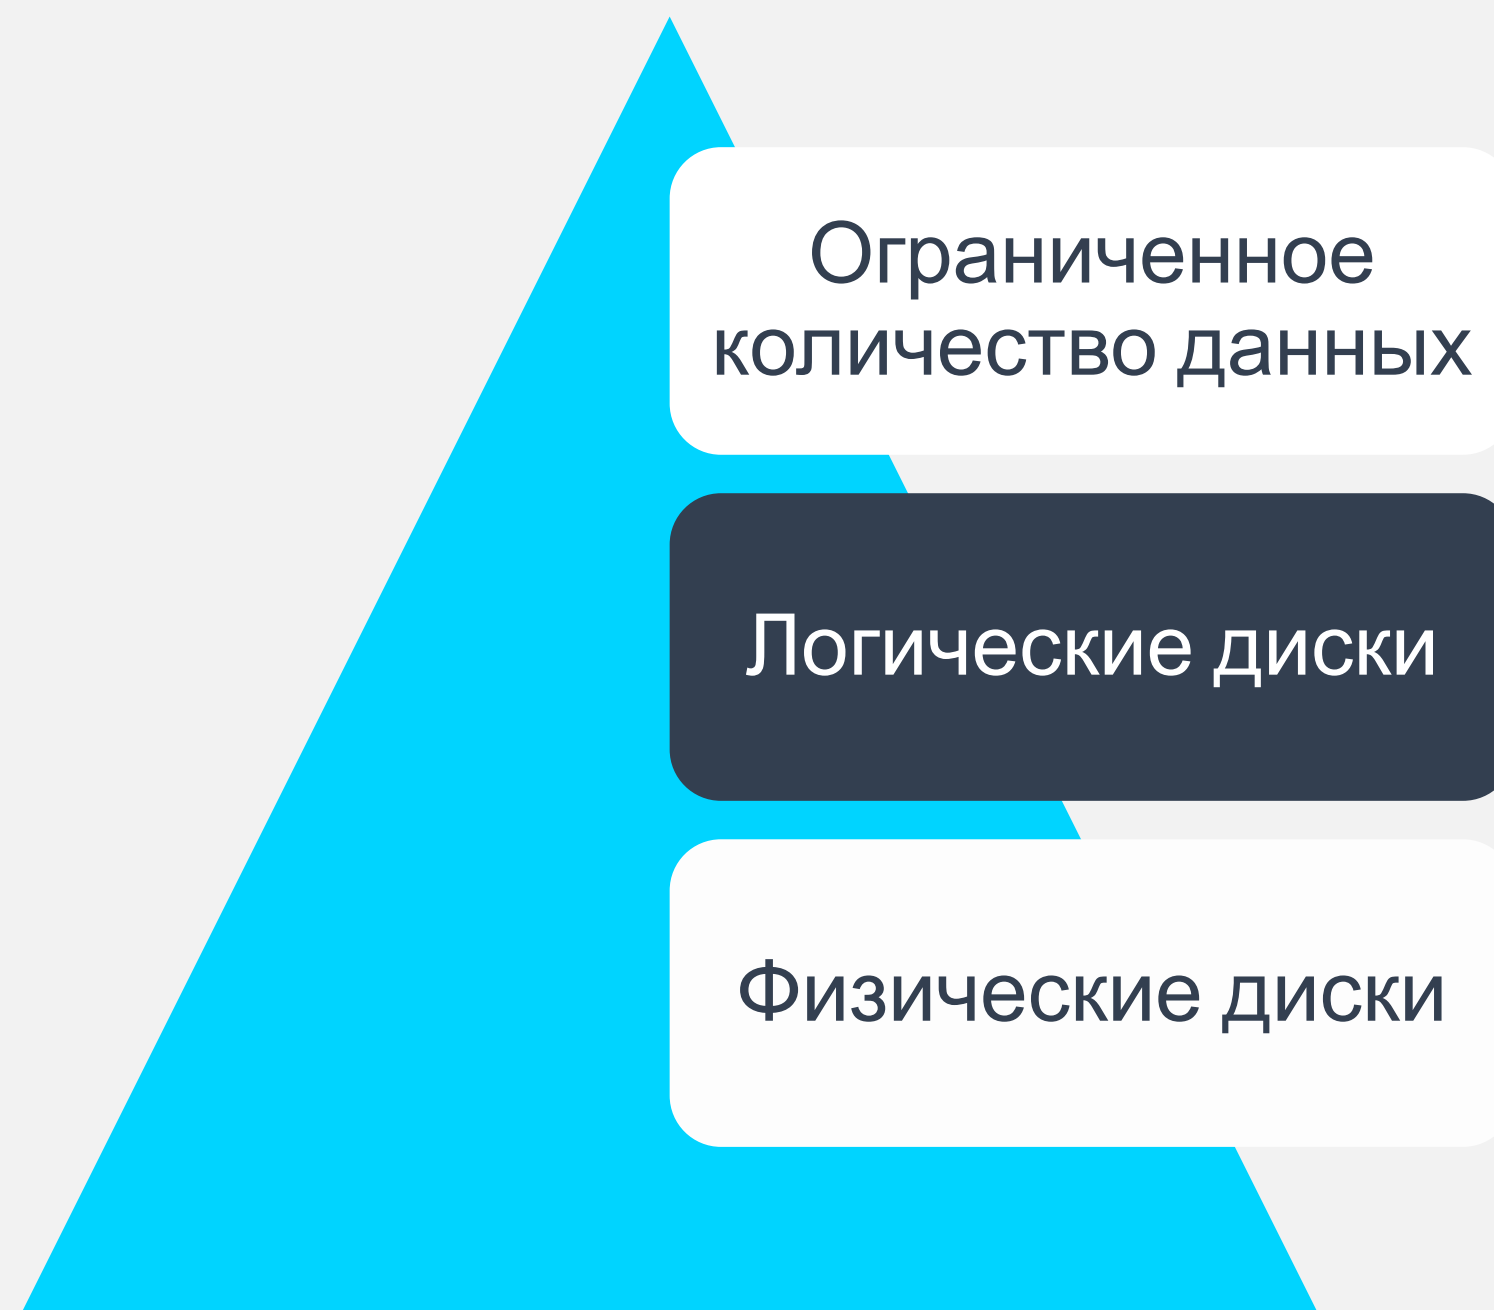 Ограниченное
количество данных
Логические диски
Физические диски